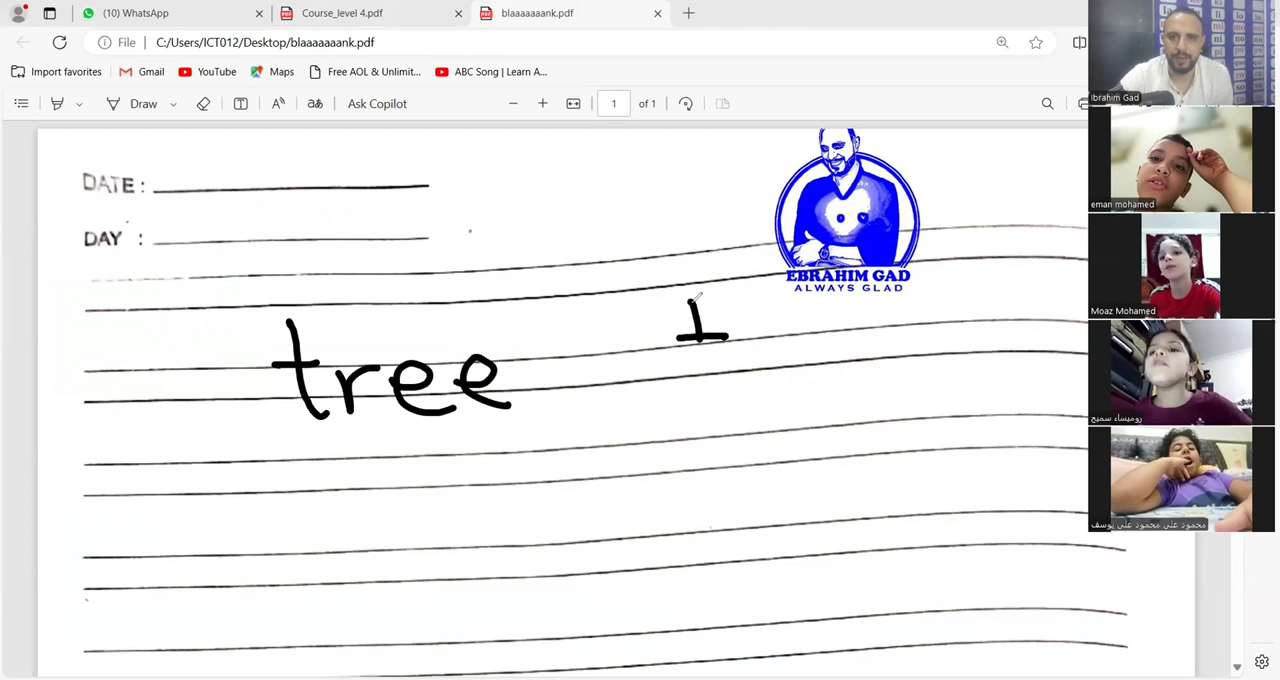 (10) WhatsApp
Course_level 4.pdf
blaaaaaaank.pdf
File
C:/Users/ICT012/Desktop/blaaaaaaank.pdf
Import favorites
Gmail
YouTube
Maps
Free AOL & Unlimit...
ABC Song | Learn A...
Draw
Ask Copilot
1 of 1
DATE:
DAY :
EBRAHIM GAD
ALWAYS GLAD
tree
Ibrahim Gad
eman mohamed
Moaz Mohamed
روميساء سميح
محمود علي محمود علي يوسف